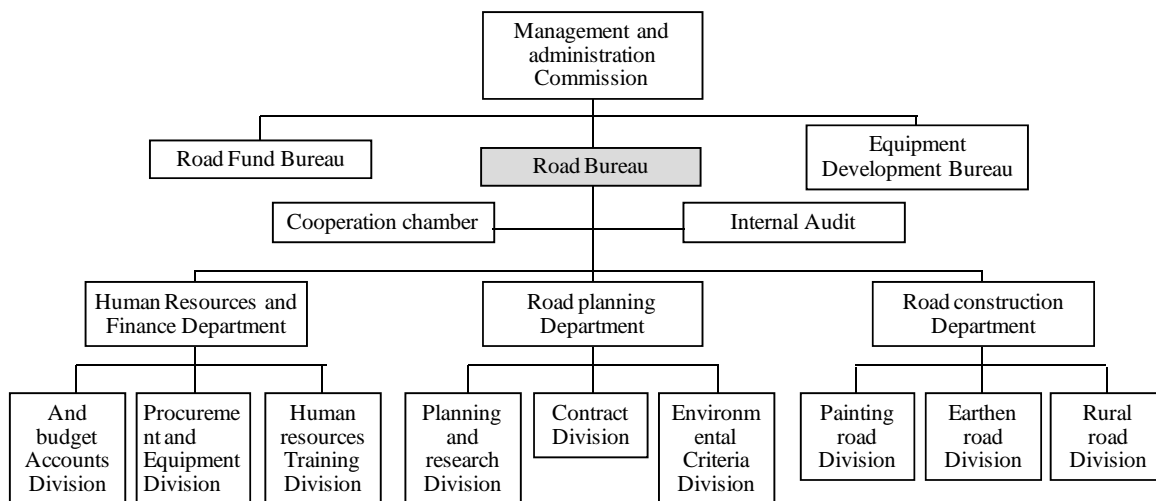 Management and
administration
Commission
Road Fund Bureau
Road Bureau
Equipment
Development Bureau
Cooperation chamber
Internal Audit
Human Resources and
Finance Department
Road planning
Department
Road construction
Department
And
budget
Accounts
Division
Procureme
nt and
Equipment
Division
Human
resources
Training
Division
Planning
and
research
Division
Contract
Division
Environm
ental
Criteria
Division
Painting
road
Division
Earthen
road
Division
Rural
road
Division